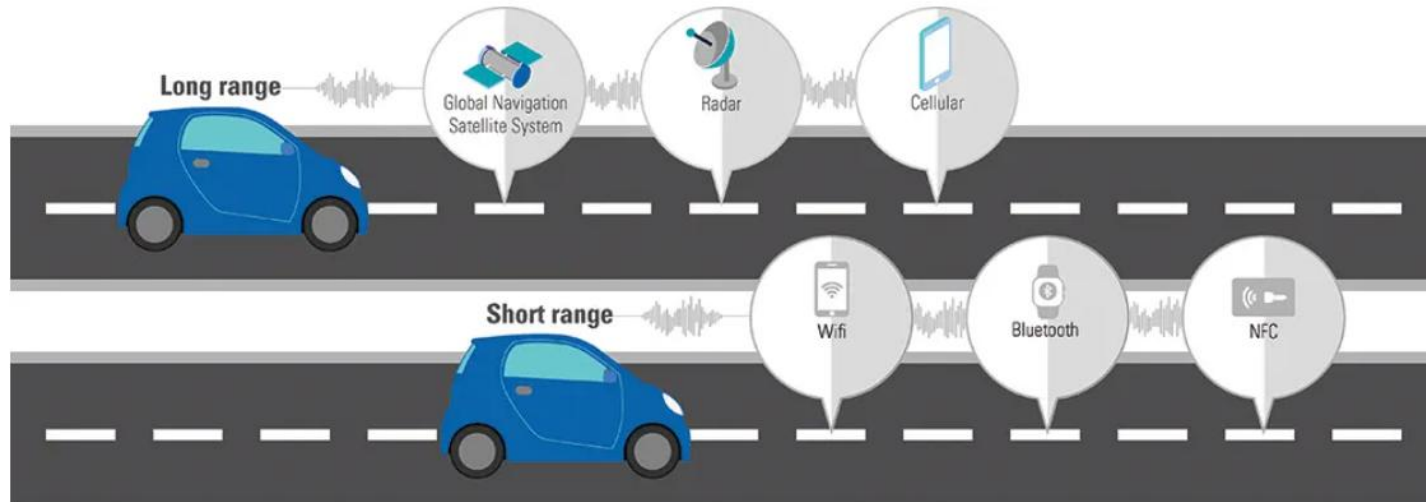 Long range
Global Navigation
Satellite System
Radar
Cellular
Short range
Wifi
Bluetooth
NFC